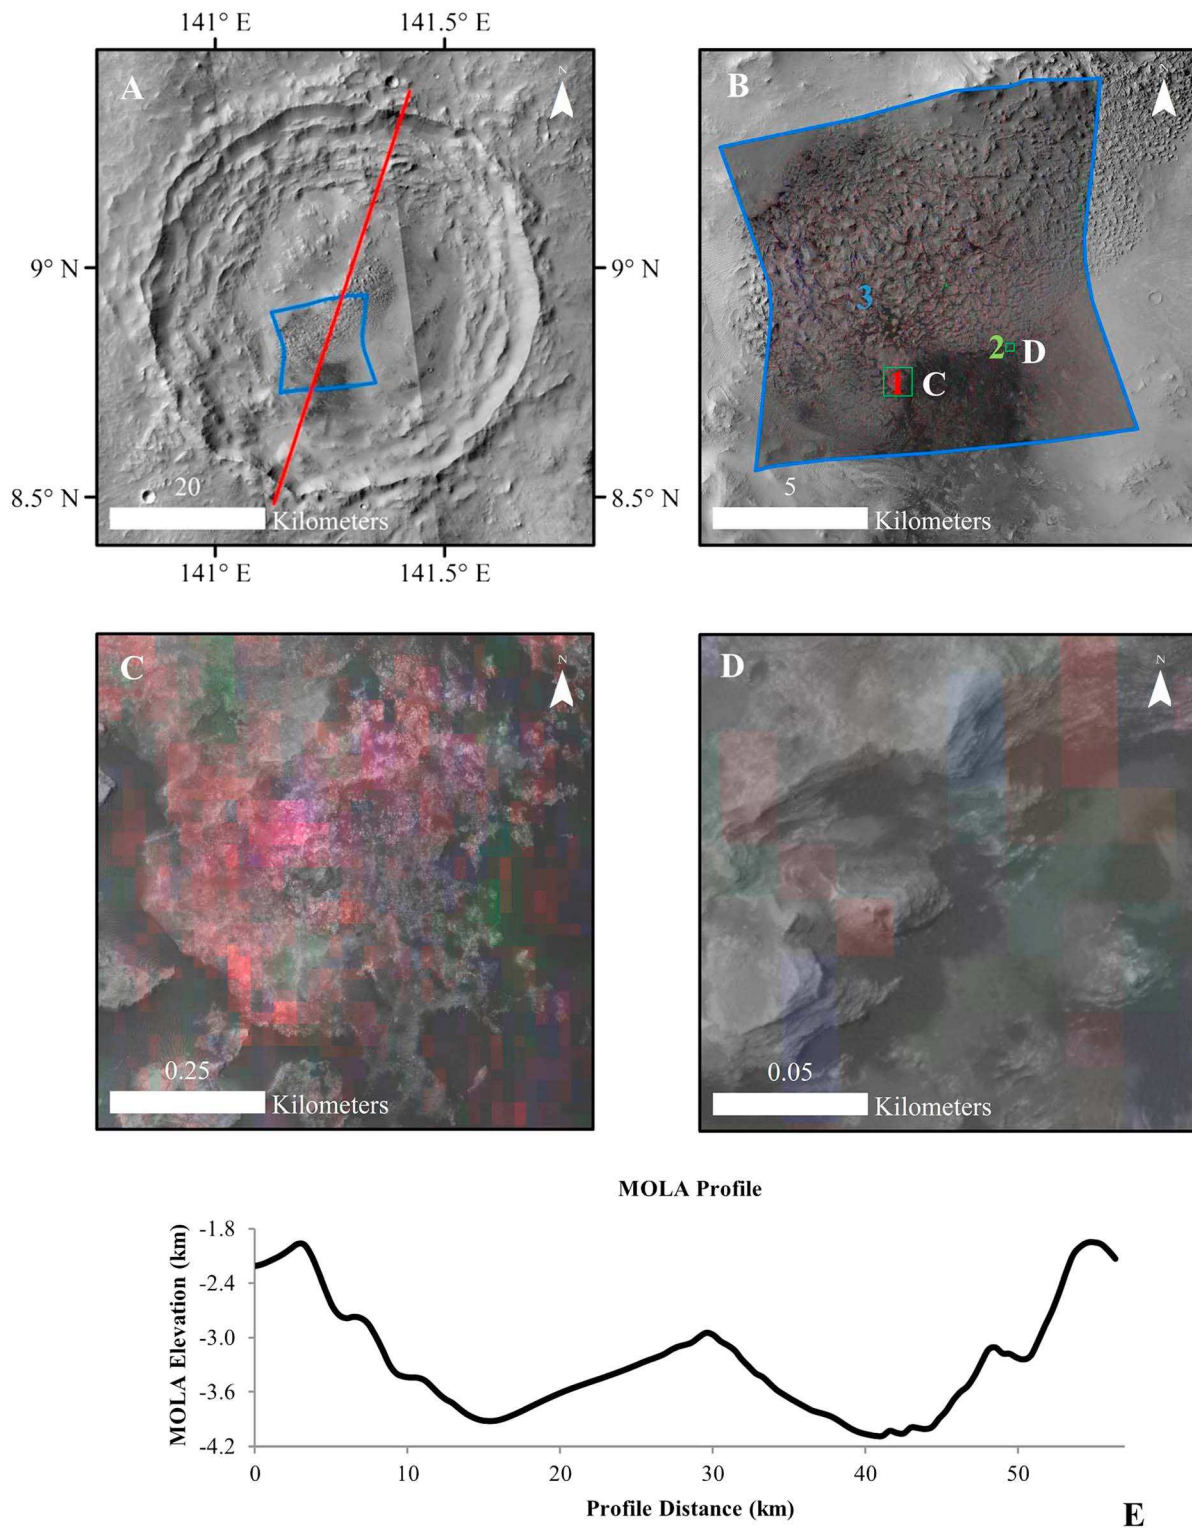 141° E 141.5° E
A N
B N
9° N
8.5° N 8.5° N
3
2 D
1 C
20
Kilometers
5
Kilometers
141° E 141.5° E
C N
D N
0.25
Kilometers
0.05
Kilometers
MOLA Profile
MOLA Elevation (km)
-1.8
-2.4
-3.0
-3.6
-4.2
0 10 20 30 40 50
Profile Distance (km)
E